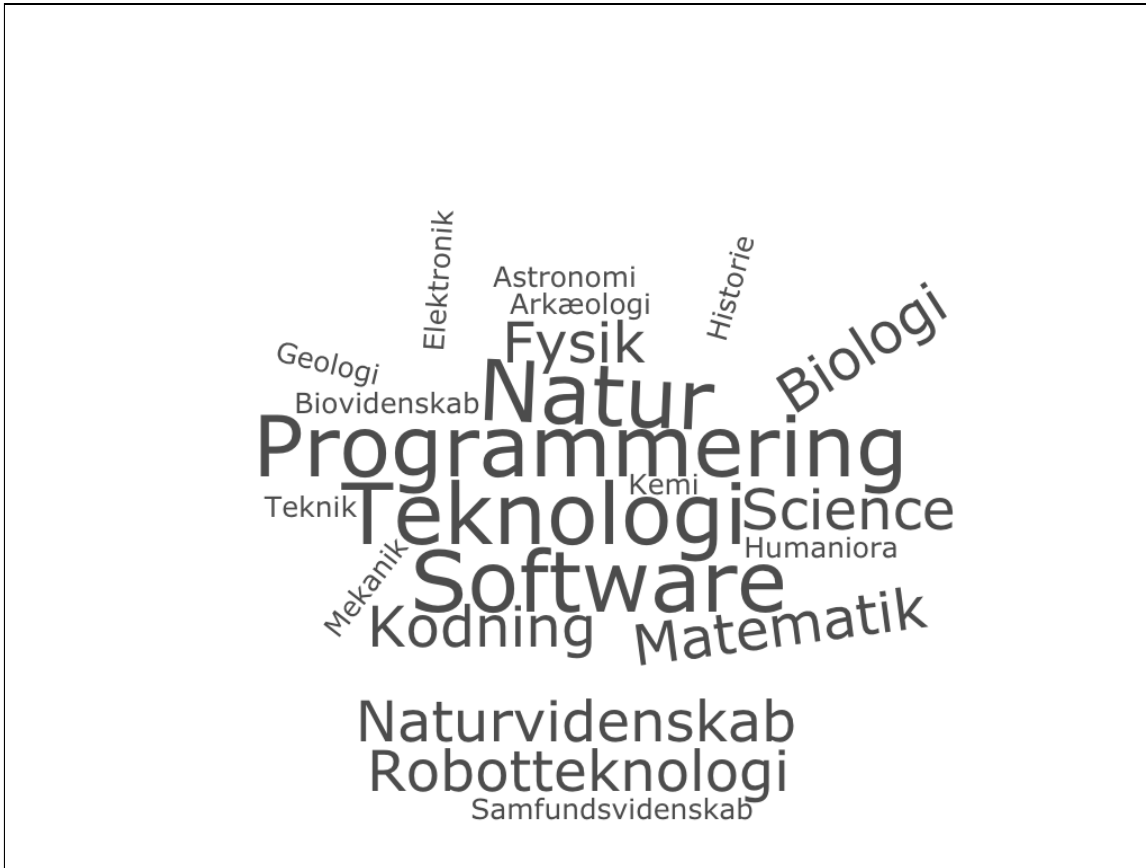 Elektronik
Historie
Astronomi
Arkæologi
Biologi
Fysik
Geologi
Natur
Biovidenskab
Programmering
Kemi
Teknik
Teknologi
Science
Humaniora
Mekanik
Software
Kodning
Matematik
Naturvidenskab
Robotteknologi
Samfundsvidenskab